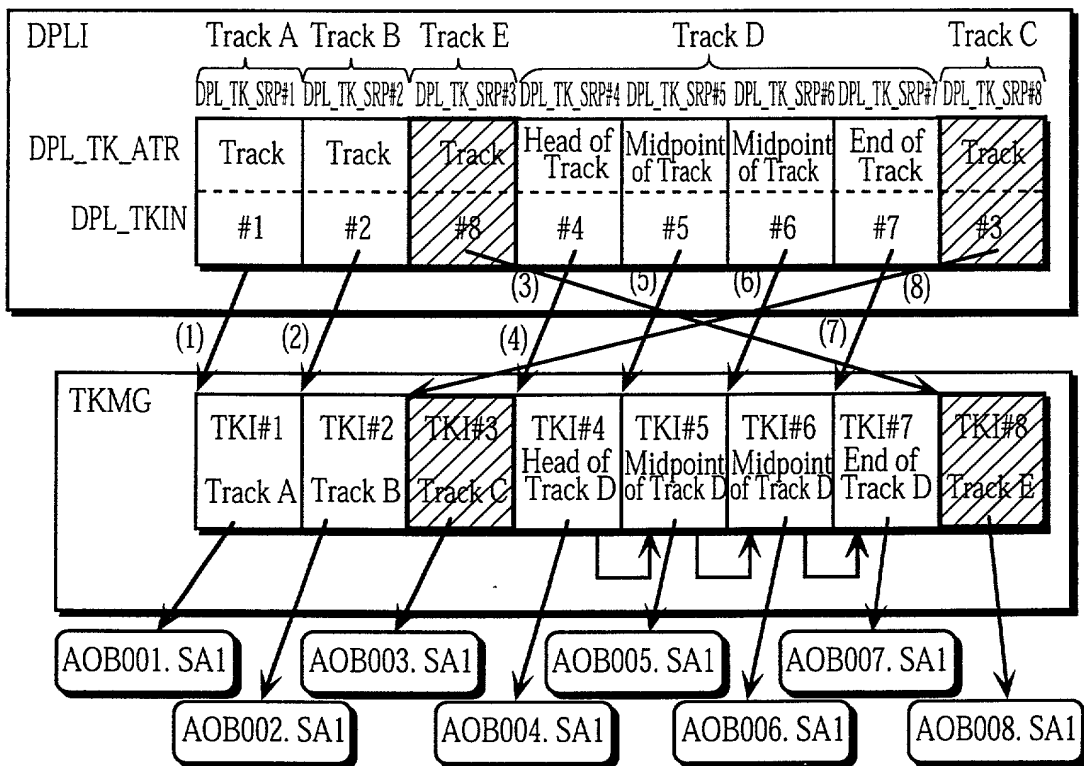 DPLI
Track A Track B Track E Track D Track C
DPL_TK_SRP#1 DPL_TK_SRP#2 DPL_TK_SRP#3 DPL_TK_SRP#4 DPL_TK_SRP#5 DPL_TK_SRP#6 DPL_TK_SRP#7 DPL_TK_SRP#8
DPL_TK_ATR
Track
Track
Track
Head of
Track
Midpoint
of Track
Midpoint
of Track
End of
Track
Track
DPL_TKIN
#1 #2 #8 #4 #5 #6 #7 #3
(3) (5) (6) (8)
(1) (2) (4) (7)
TKMG
TKI#1
Track A
TKI#2
Track B
TKI#3
Track C
TKI#4
Head of
Track D
TKI#5
Midpoint
of Track D
TKI#6
Midpoint
of Track D
TKI#7
End of
Track D
TKI#8
Track E
AOB001. SA1 AOB003. SA1 AOB005. SA1 AOB007. SA1
AOB002. SA1 AOB004. SA1 AOB006. SA1 AOB008. SA1